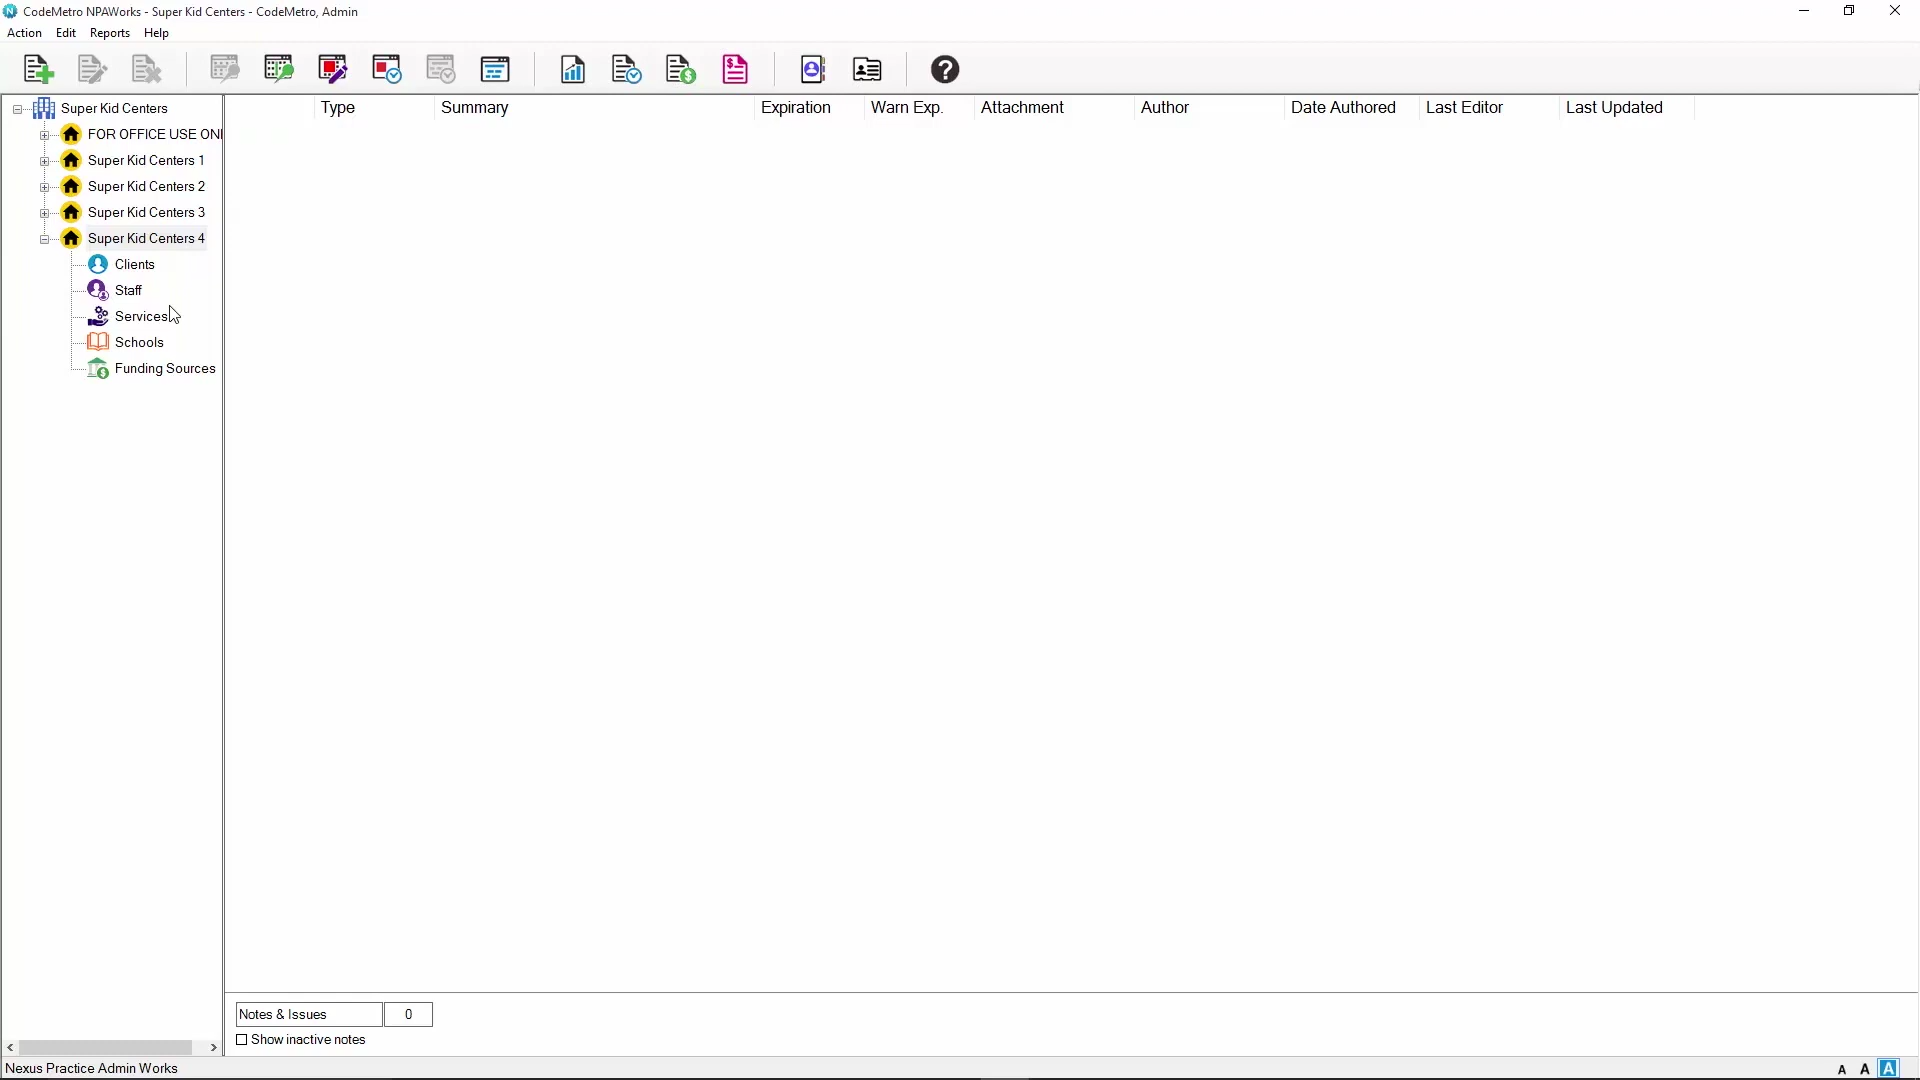 CodeMetro NPAWorks - Super Kid Centers - CodeMetro, Admin
Action Edit Reports Help
Super Kid Centers
FOR OFFICE USE ONL
Super Kid Centers 1
Super Kid Centers 2
Super Kid Centers 3
Super Kid Centers 4
Clients
Staff
Services
Schools
Funding Sources
Type Summary Expiration Warn Exp. Attachment Author Date Authored Last Editor Last Updated
Notes & Issues 0
Show inactive notes
Nexus Practice Admin Works
A A A